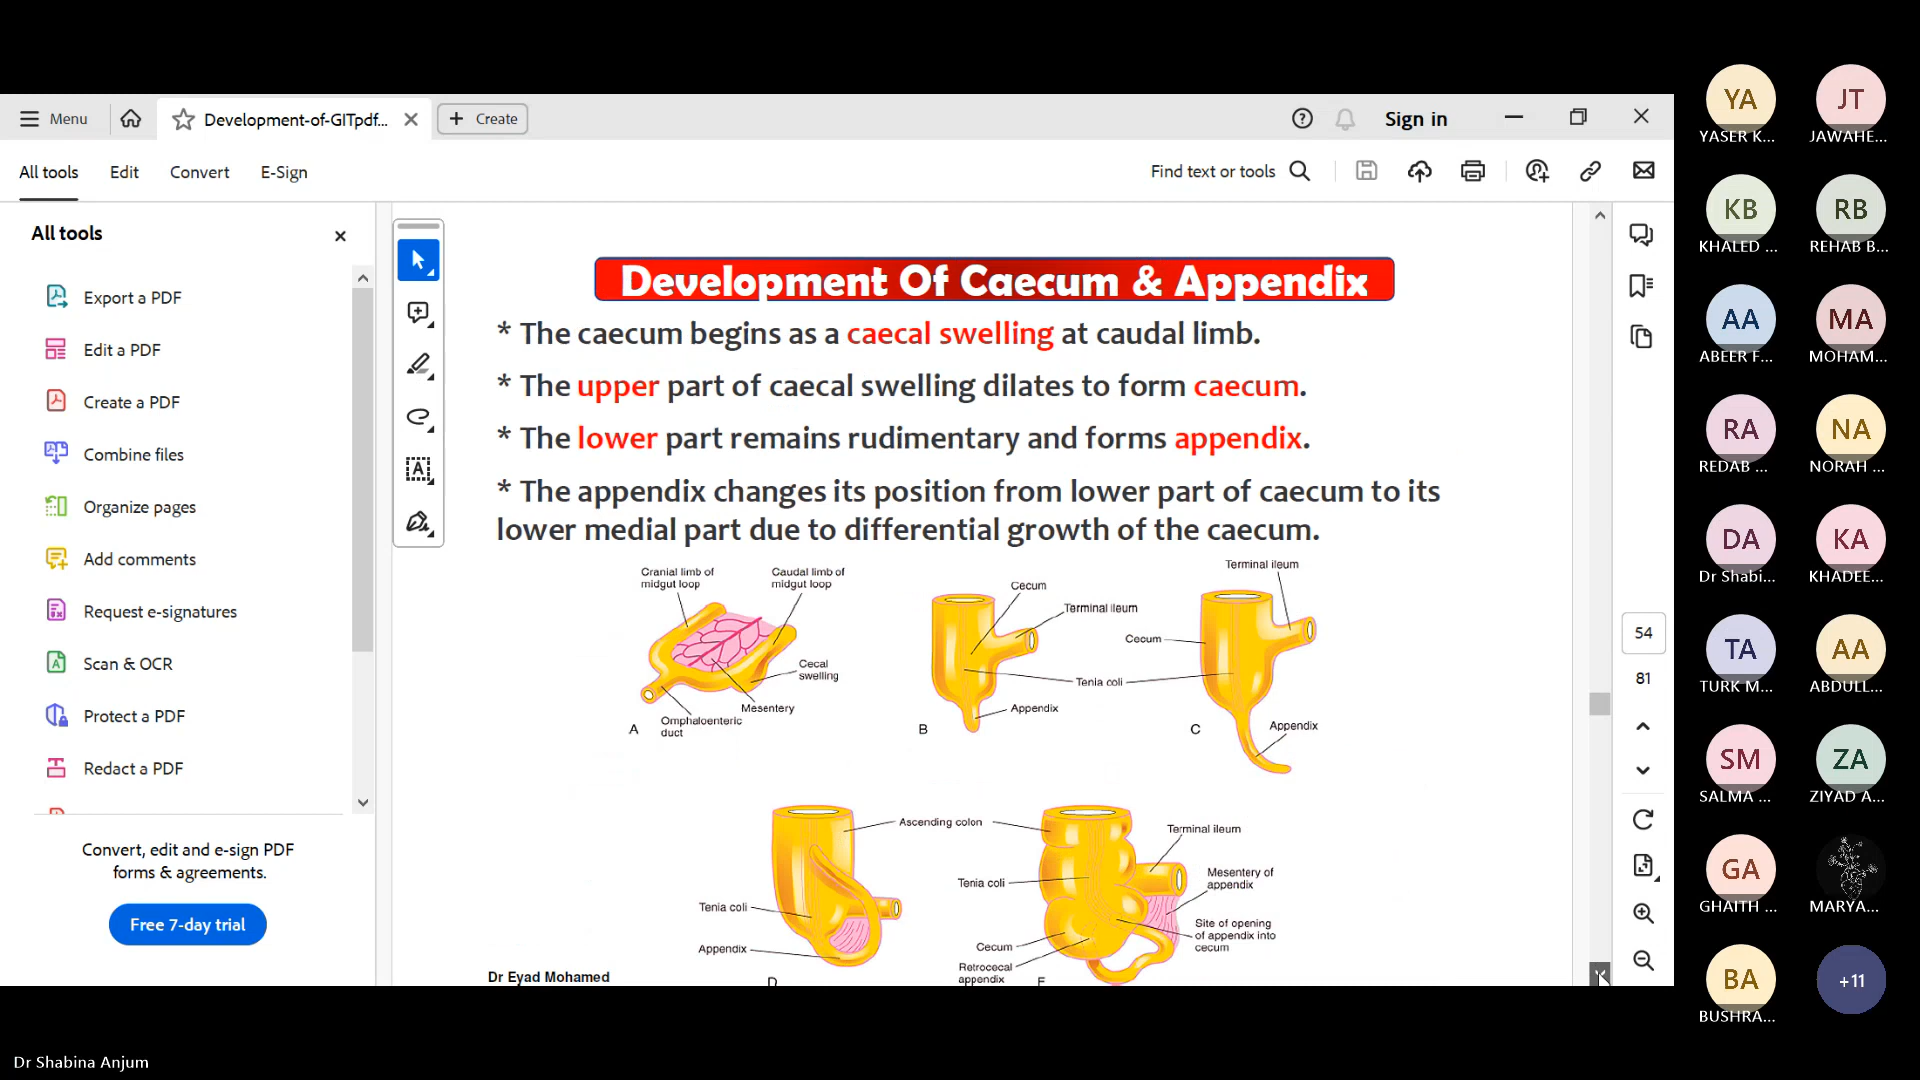 Menu
Development-of-GITpdf...
Create
Sign in
All tools
Edit
Convert
E-Sign
Find text or tools
All tools
Export a PDF
Edit a PDF
Create a PDF
Combine files
Organize pages
Add comments
Request e-signatures
Scan & OCR
Protect a PDF
Redact a PDF
Convert, edit and e-sign PDF
forms & agreements.
Free 7-day trial
Development Of Caecum & Appendix
* The caecum begins as a caecal swelling at caudal limb.
* The upper part of caecal swelling dilates to form caecum.
* The lower part remains rudimentary and forms appendix.
* The appendix changes its position from lower part of caecum to its
lower medial part due to differential growth of the caecum.
Cranial limb of
midgut loop
Caudal limb of
midgut loop
Cecal
swelling
Mesentery
Omphaloenteric
duct
A
Cecum
Terminal ileum
Tenia coli
Appendix
B
Terminal ileum
Cecum
Appendix
C
Ascending colon
Tenia coli
Appendix
D
Terminal ileum
Mesentery of
appendix
Tenia coli
Site of opening
of appendix into
cecum
Cecum
Retrocecal
appendix
E
Dr Eyad Mohamed
54
81
YA
YASER K...
JT
JAWAHE...
KB
KHALED ...
RB
REHAB B...
AA
ABEER F...
MA
MOHAM...
RA
REDAB ...
NA
NORAH ...
DA
Dr Shabi...
KA
KHADEE...
TA
TURK M...
AA
ABDULL...
SM
SALMA ...
ZA
ZIYAD A...
GA
GHAITH ...
MARYA...
BA
BUSHRA...
+11
Dr Shabina Anjum